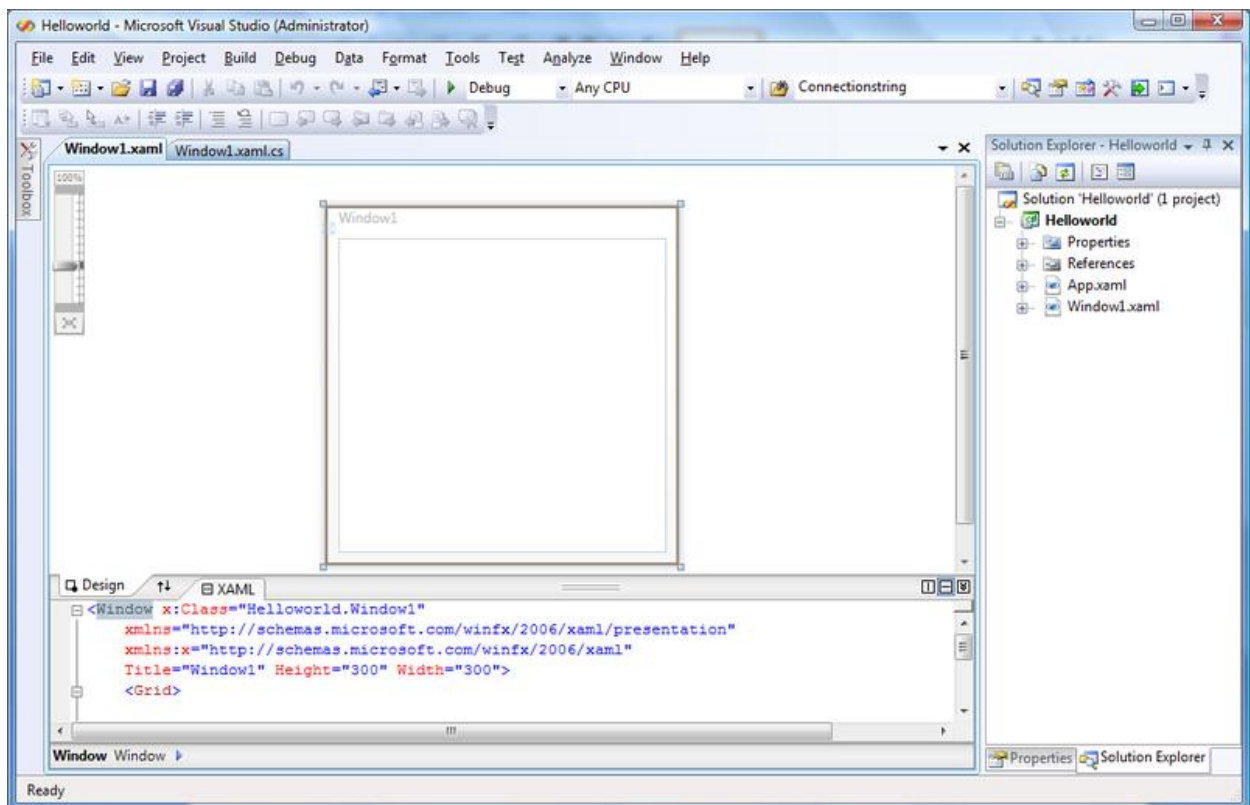 Helloworld - Microsoft Visual Studio (Administrator)
File Edit View Project Build Debug Data Format Tools Test Analyze Window Help
Debug Any CPU Connectionstring
Toolbox
Window1.xaml Window1.xaml.cs
100%
Window1
Design XAML
<Window x:Class="Helloworld.Window1"
xmlns="http://schemas.microsoft.com/winfx/2006/xaml/presentation"
xmlns:x="http://schemas.microsoft.com/winfx/2006/xaml"
Title="Window1" Height="300" Width="300">
<Grid>
Window Window
Solution Explorer - Helloworld
Solution 'Helloworld' (1 project)
Helloworld
Properties
References
App.xaml
Window1.xaml
Properties Solution Explorer
Ready